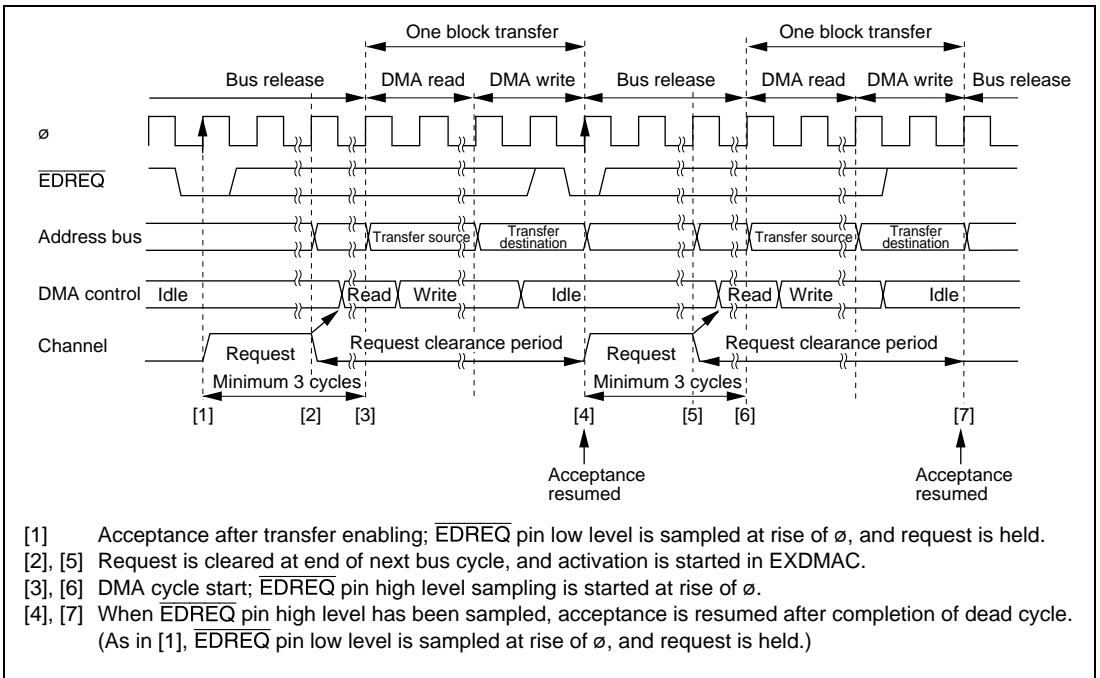 One block transfer One block transfer
Bus release DMA read DMA write Bus release DMA read DMA write Bus release
ø
EDREQ
Address bus Transfer source Transfer destination Transfer source Transfer destination
DMA control Idle Read Write Idle Read Write Idle
Channel Request Request clearance period Request Request clearance period
Minimum 3 cycles Minimum 3 cycles
[1] [2] [3] [4] [5] [6] [7]
Acceptance resumed Acceptance resumed
[1] Acceptance after transfer enabling; EDREQ pin low level is sampled at rise of ø, and request is held.
[2], [5] Request is cleared at end of next bus cycle, and activation is started in EXDMAC.
[3], [6] DMA cycle start; EDREQ pin high level sampling is started at rise of ø.
[4], [7] When EDREQ pin high level has been sampled, acceptance is resumed after completion of dead cycle.
(As in [1], EDREQ pin low level is sampled at rise of ø, and request is held.)